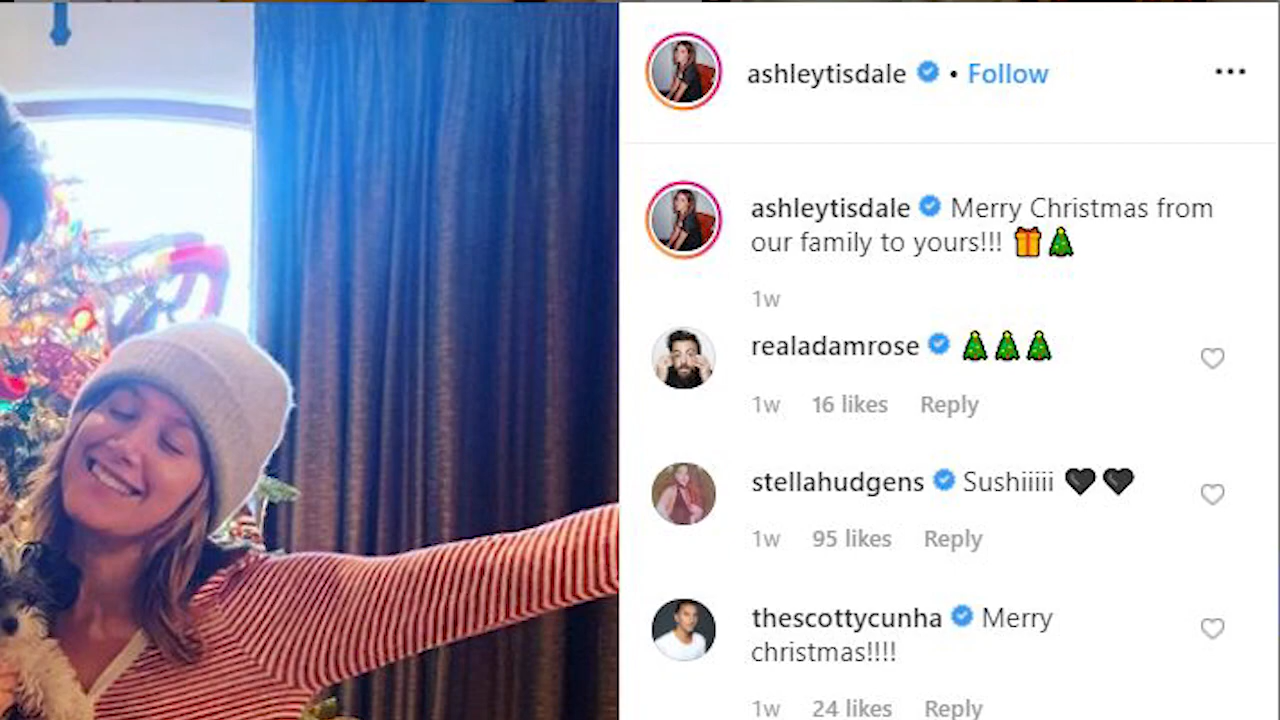 ashleytisdale • Follow
ashleytisdale Merry Christmas from
our family to yours!!! 🎁🎄
1w
realadamrose 🎄🎄🎄
1w 16 likes Reply
stellahudgens Sushiiiii 🖤🖤
1w 95 likes Reply
thescottycunha Merry
christmas!!!!
1w 24 likes Reply